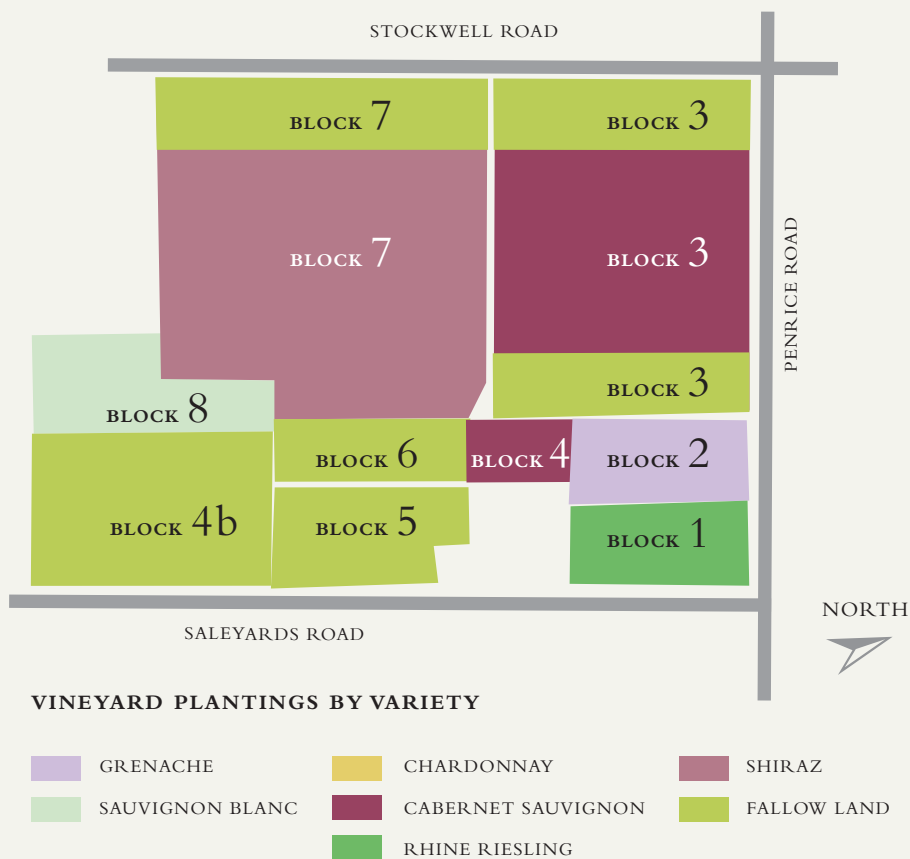 STOCKWELL ROAD
BLOCK 7
BLOCK 3
BLOCK 7
BLOCK 3
PENRICE ROAD
BLOCK 3
BLOCK 8
BLOCK 6
BLOCK 4
BLOCK 2
BLOCK 4b
BLOCK 5
BLOCK 1
NORTH
SALEYARDS ROAD
VINEYARD PLANTINGS BY VARIETY
GRENACHE
CHARDONNAY
SHIRAZ
SAUVIGNON BLANC
CABERNET SAUVIGNON
FALLOW LAND
RHINE RIESLING